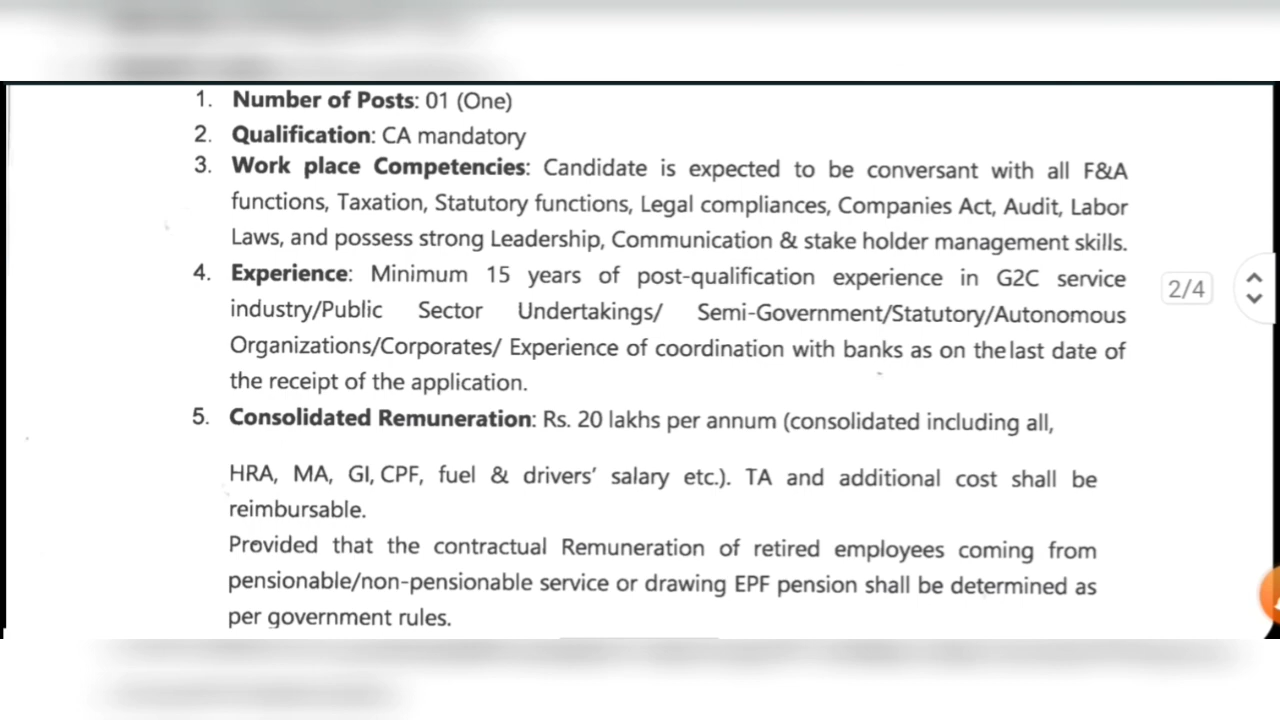 1. Number of Posts: 01 (One)
2. Qualification: CA mandatory
3. Work place Competencies: Candidate is expected to be conversant with all F&A
functions, Taxation, Statutory functions, Legal compliances, Companies Act, Audit, Labor
Laws, and possess strong Leadership, Communication & stake holder management skills.
4. Experience: Minimum 15 years of post-qualification experience in G2C service
industry/Public Sector Undertakings/ Semi-Government/Statutory/Autonomous
Organizations/Corporates/ Experience of coordination with banks as on the last date of
the receipt of the application.
5. Consolidated Remuneration: Rs. 20 lakhs per annum (consolidated including all,
HRA, MA, GI, CPF, fuel & drivers’ salary etc.). TA and additional cost shall be
reimbursable.
Provided that the contractual Remuneration of retired employees coming from
pensionable/non-pensionable service or drawing EPF pension shall be determined as
per government rules.
2/4